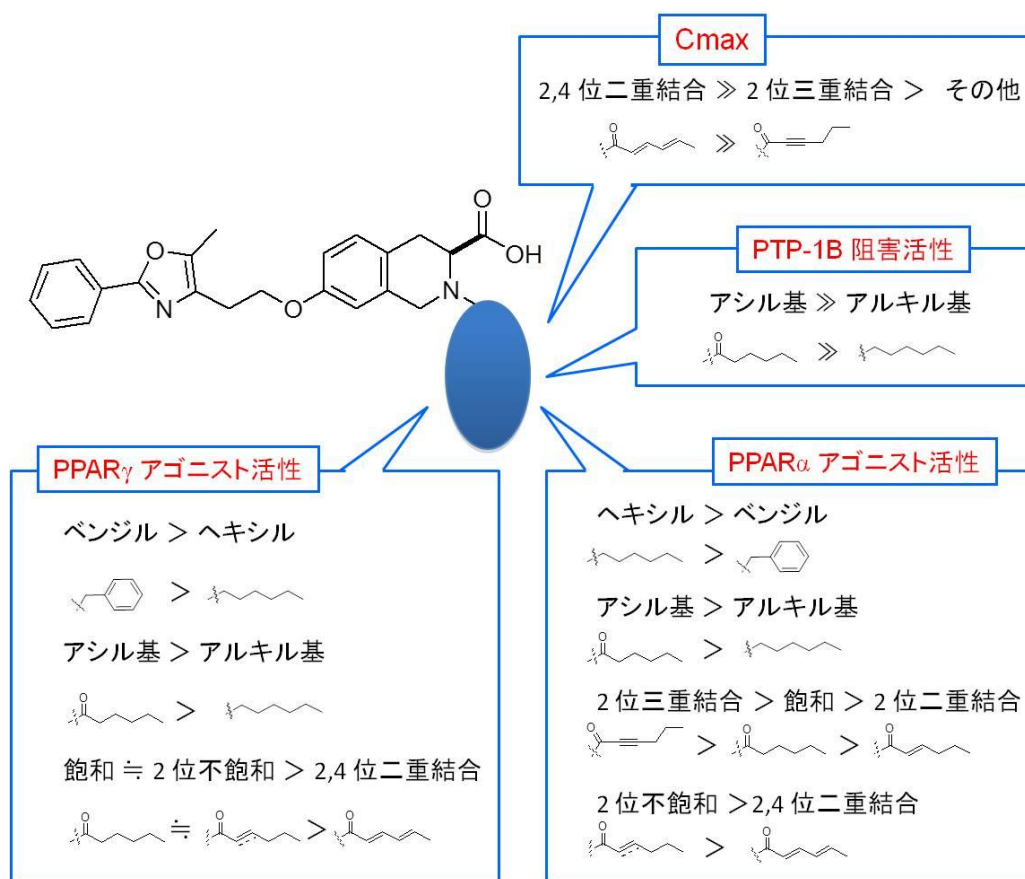 Cmax
2,4 位二重結合 ≫ 2 位三重結合 > その他
O
≫
O
O
OH
O
N
O
N
PTP-1B 阻害活性
アシル基 ≫ アルキル基
O
≫
PPARγ アゴニスト活性
ベンジル > ヘキシル
>
アシル基 > アルキル基
O
>
飽和 ≒ 2 位不飽和 > 2,4 位二重結合
O
≒
O
>
O
PPARα アゴニスト活性
ヘキシル > ベンジル
>
アシル基 > アルキル基
O
>
2 位三重結合 > 飽和 > 2 位二重結合
O
>
O
>
O
2 位不飽和 >2,4 位二重結合
O
>
O